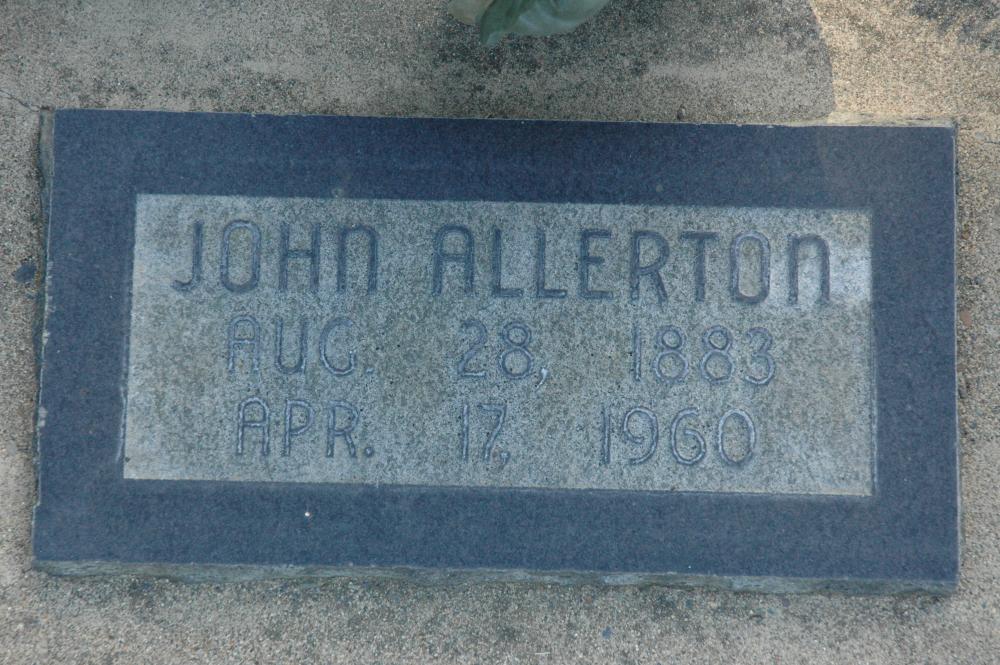 JOHN ALLERTON
AUG. 28, 1883
APR. 17, 1960